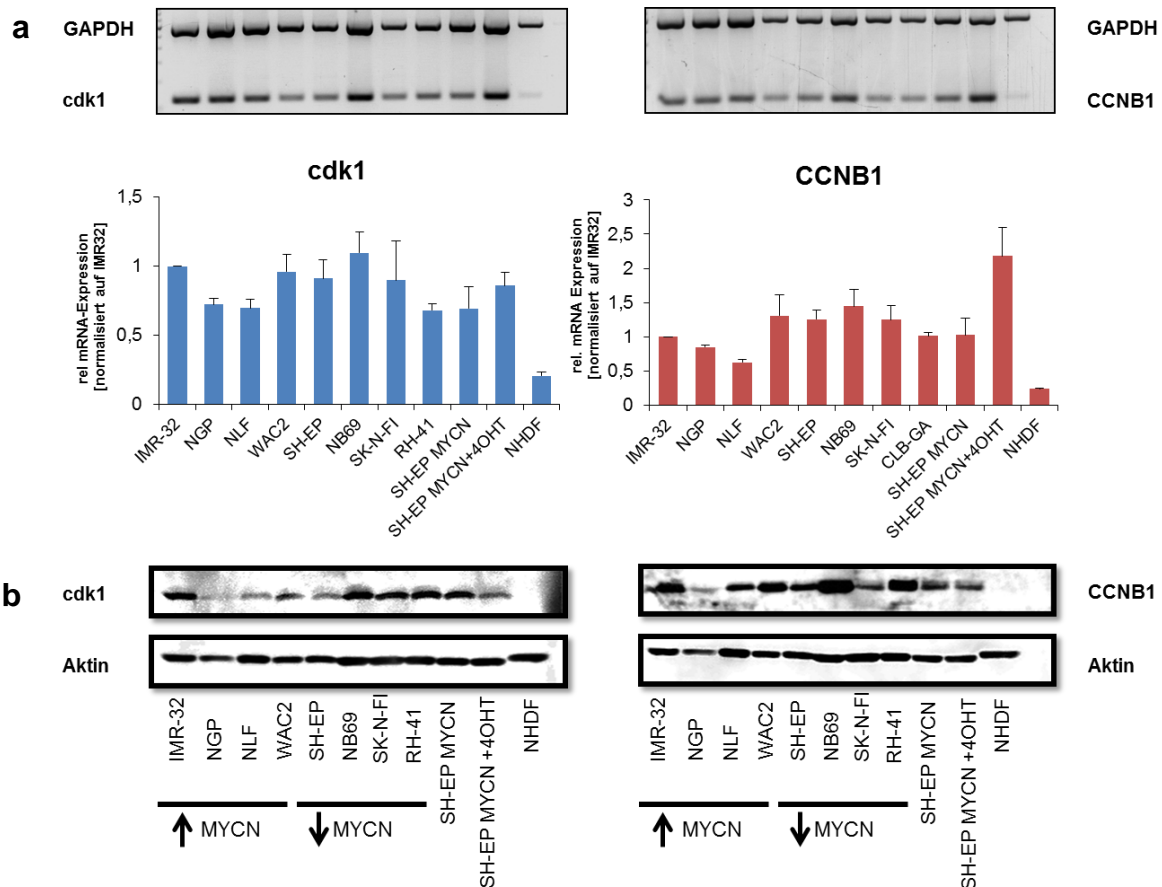 a
GAPDH
cdk1
GAPDH
CCNB1
cdk1
rel mRNA-Expression
[normalisiert auf IMR32]
1,5
1
0,5
0
IMR-32
NGP
NLF
WAC2
SH-EP
NB69
SK-N-FI
RH-41
SH-EP MYCN
SH-EP MYCN+4OHT
NHDF
CCNB1
rel. mRNA Expression
[normalisiert auf IMR32]
3
2,5
2
1,5
1
0,5
0
IMR-32
NGP
NLF
WAC2
SH-EP
NB69
SK-N-FI
CLB-GA
SH-EP MYCN
SH-EP MYCN+4OHT
NHDF
b
cdk1
Aktin
CCNB1
Aktin
IMR-32
NGP
NLF
WAC2
SH-EP
NB69
SK-N-FI
RH-41
SH-EP MYCN
SH-EP MYCN +4OHT
NHDF
MYCN
MYCN
IMR-32
NGP
NLF
WAC2
SH-EP
NB69
SK-N-FI
RH-41
SH-EP MYCN
SH-EP MYCN +4OHT
NHDF
MYCN
MYCN